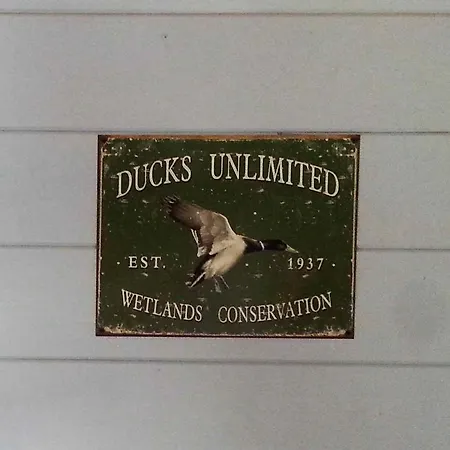 DUCKS UNLIMITED
· EST. 1937 ·
WETLANDS CONSERVATION